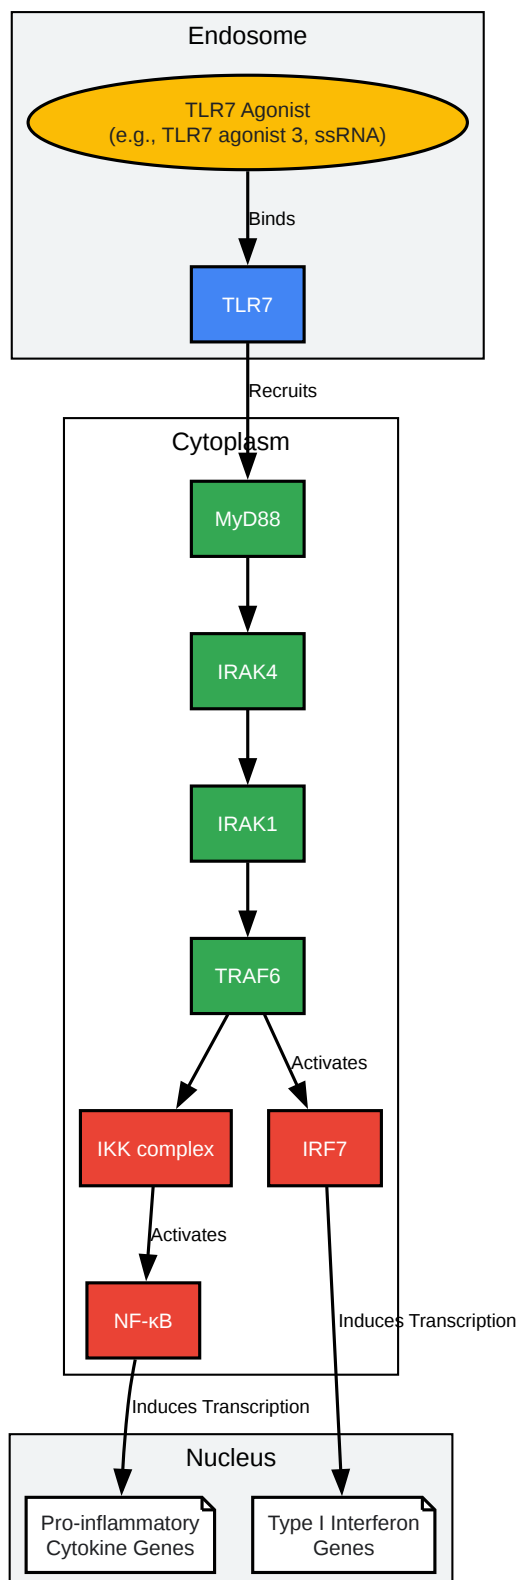 Endosome
TLR7 Agonist
(e.g., TLR7 agonist 3, ssRNA)
Binds
TLR7
Recruits
Cytoplasm
MyD88
IRAK4
IRAK1
TRAF6
Activates
IKK complex
IRF7
Activates
NF-κB
Induces Transcription
Induces Transcription
Nucleus
Pro-inflammatory
Cytokine Genes
Type I Interferon
Genes